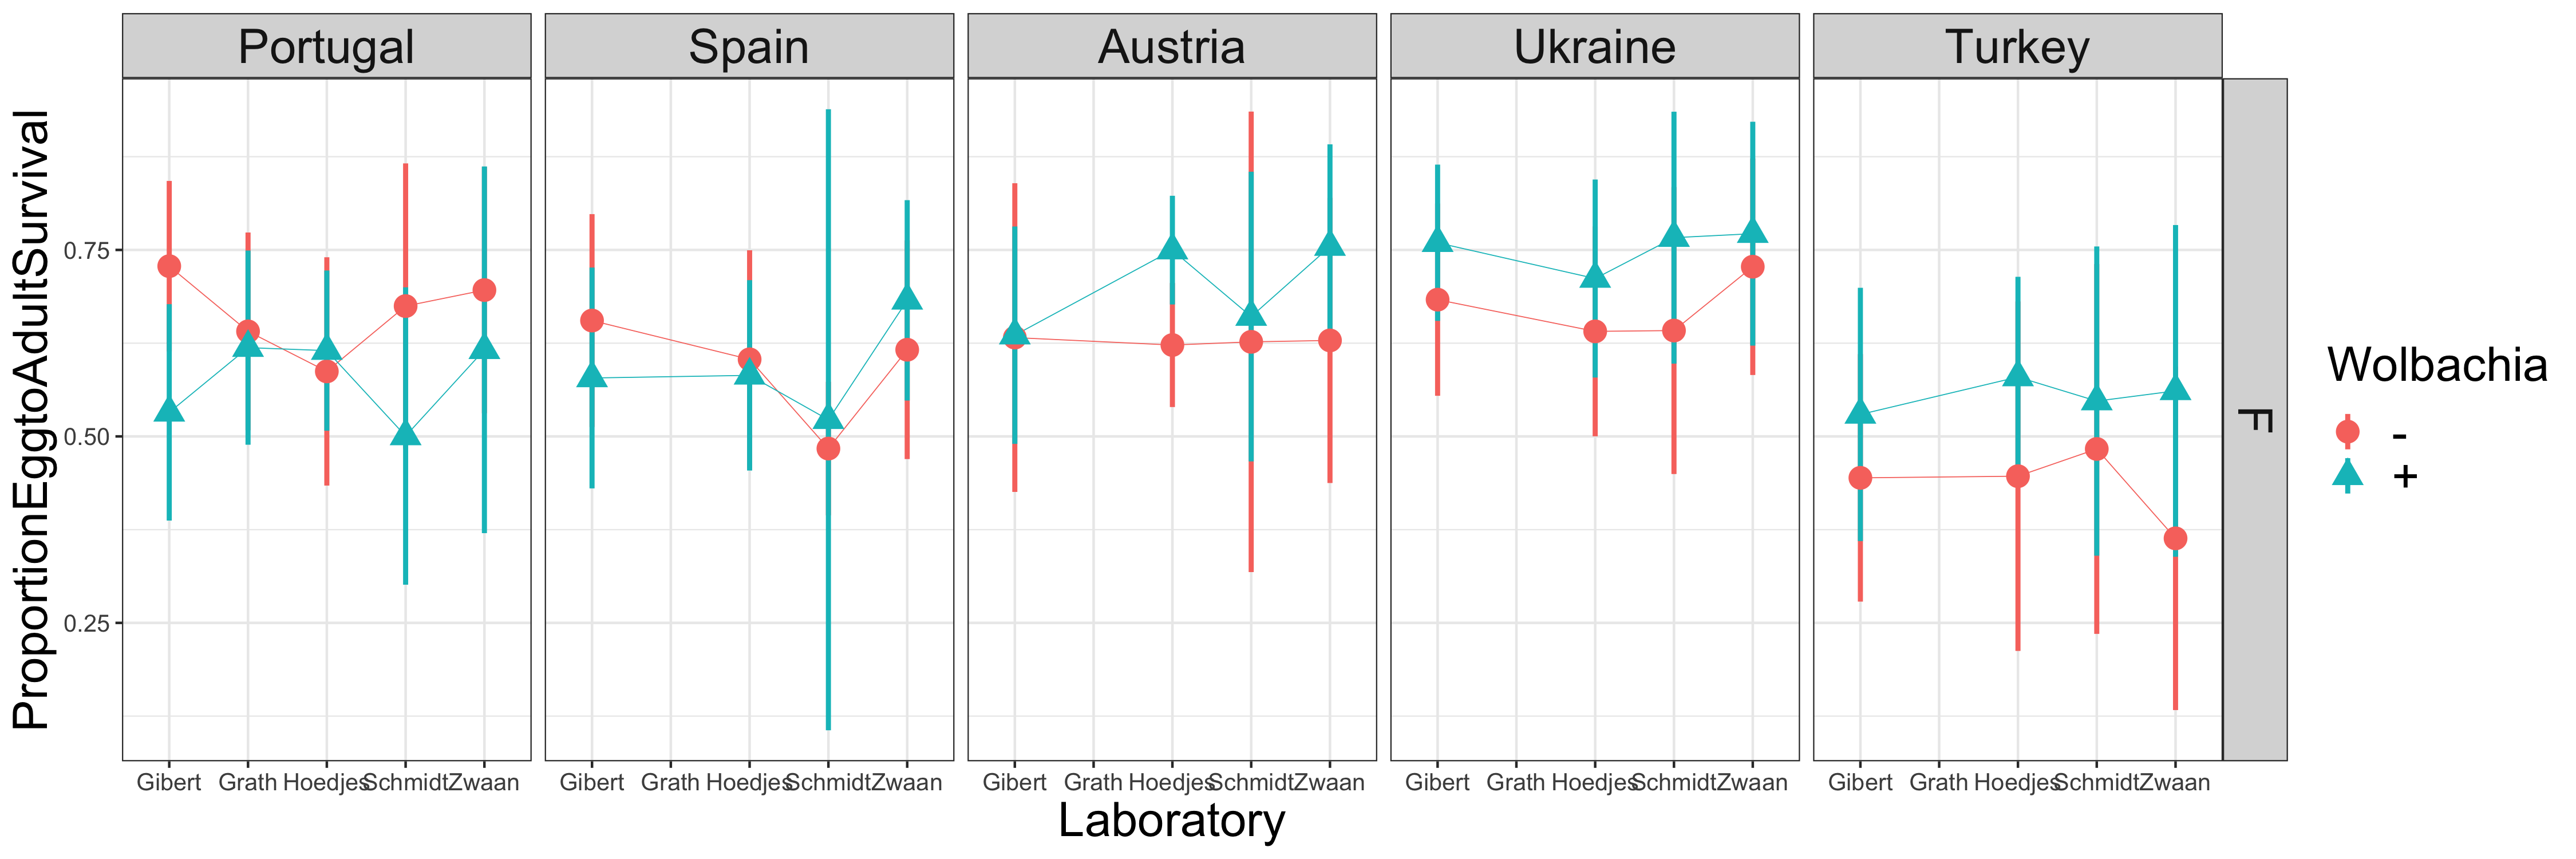 Portugal Spain Austria Ukraine Turkey
F
ProportionEggtoAdultSurvival
0.75
0.50
0.25
Gibert Grath Hoedjes Schmidt Zwaan Gibert Grath Hoedjes Schmidt Zwaan Gibert Grath Hoedjes Schmidt Zwaan Gibert Grath Hoedjes Schmidt Zwaan Gibert Grath Hoedjes Schmidt Zwaan
Laboratory
Wolbachia
-
+